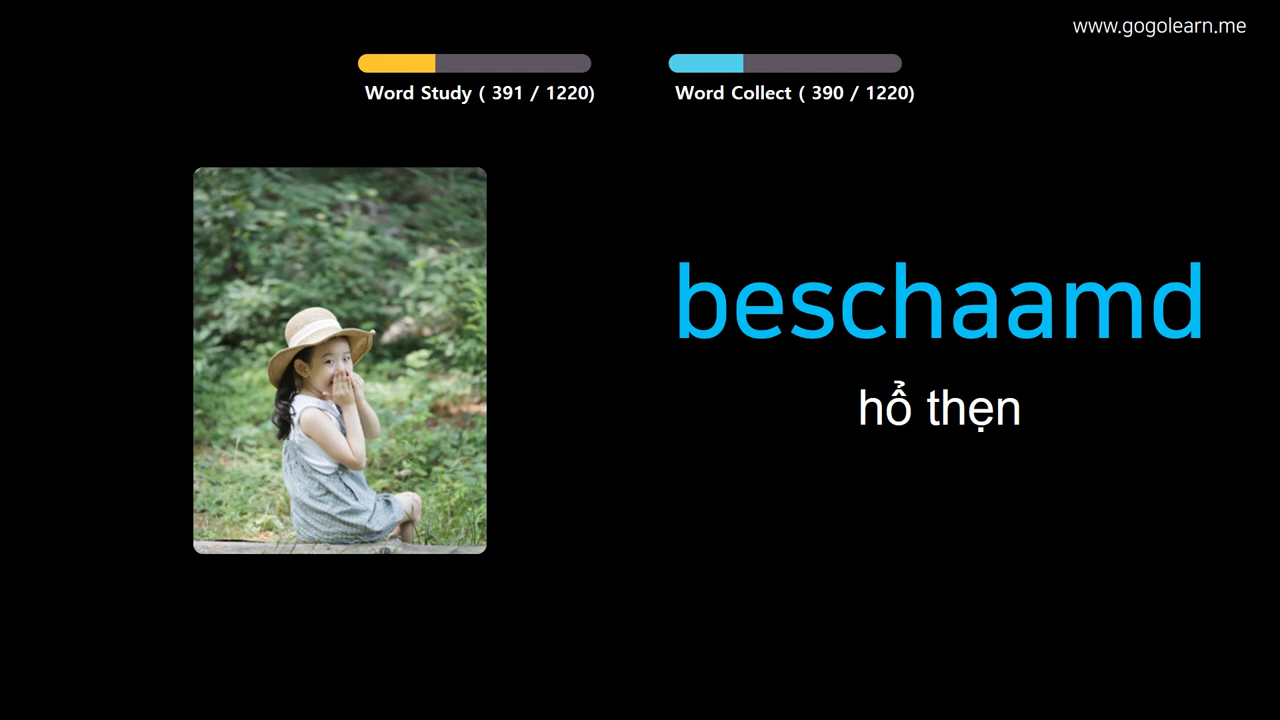 www.gogolearn.me
Word Study ( 391 / 1220)
Word Collect ( 390 / 1220)
beschaamd
hổ thẹn